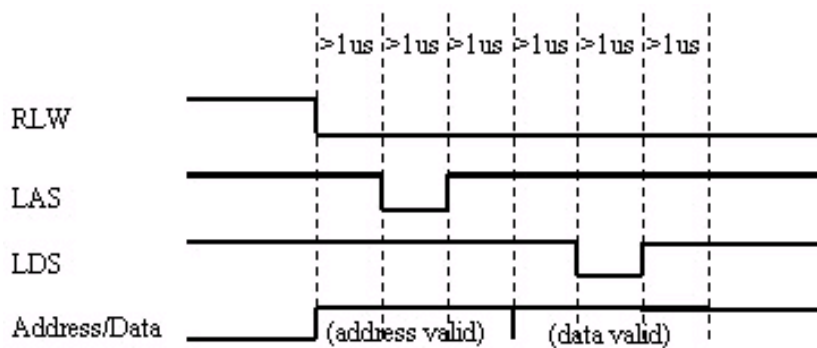 >1us >1us >1us >1us >1us >1us
RLW
LAS
LDS
Address/Data (address valid) (data valid)